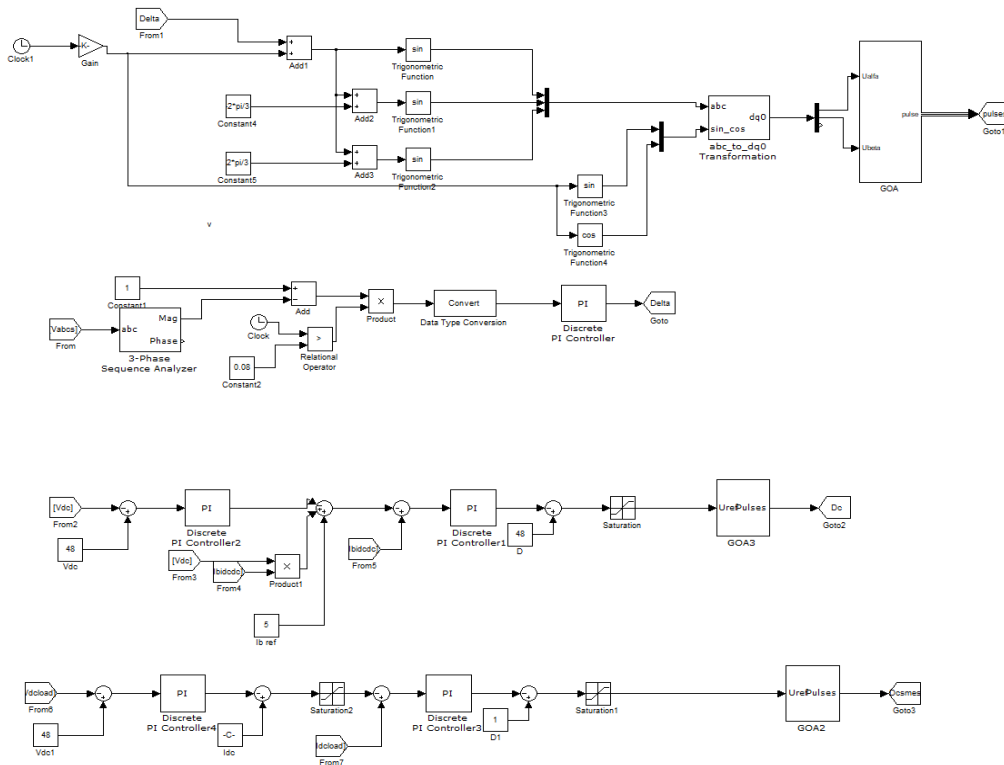 Delta
From1
Clock1
-K-
Gain
+
+
Add1
sin
Trigonometric
Function
-2*pi/3
Constant4
+
+
Add2
sin
Trigonometric
Function1
2*pi/3
Constant5
+
+
Add3
sin
Trigonometric
Function2
abc
sin_cos
dq0
abc_to_dq0
Transformation
sin
Trigonometric
Function3
cos
Trigonometric
Function4
Ualfa
Ubeta
pulse
GOA
pulses
Goto1
v
1
Constant1
[Vabcs]
From
abc
Mag
Phase
3-Phase
Sequence Analyzer
+
−
Add
Clock
0.08
Constant2
>
Relational
Operator
×
Product
Convert
Data Type Conversion
PI
Discrete
PI Controller
Delta
Goto
[Vdc]
From2
48
Vdc
PI
Discrete
PI Controller2
[Vdc]
From3
Ibidcdc
From4
×
Product1
5
Ib ref
Ibidcdc
From5
PI
Discrete
PI Controller1
48
D
Saturation
Uref
Pulses
GOA3
Dc
Goto2
Vdcload
From6
48
Vdc1
PI
Discrete
PI Controller4
-C-
Idc
Saturation2
Idcload
From7
PI
Discrete
PI Controller3
1
D1
Saturation1
Uref
Pulses
GOA2
Dcsmes
Goto3